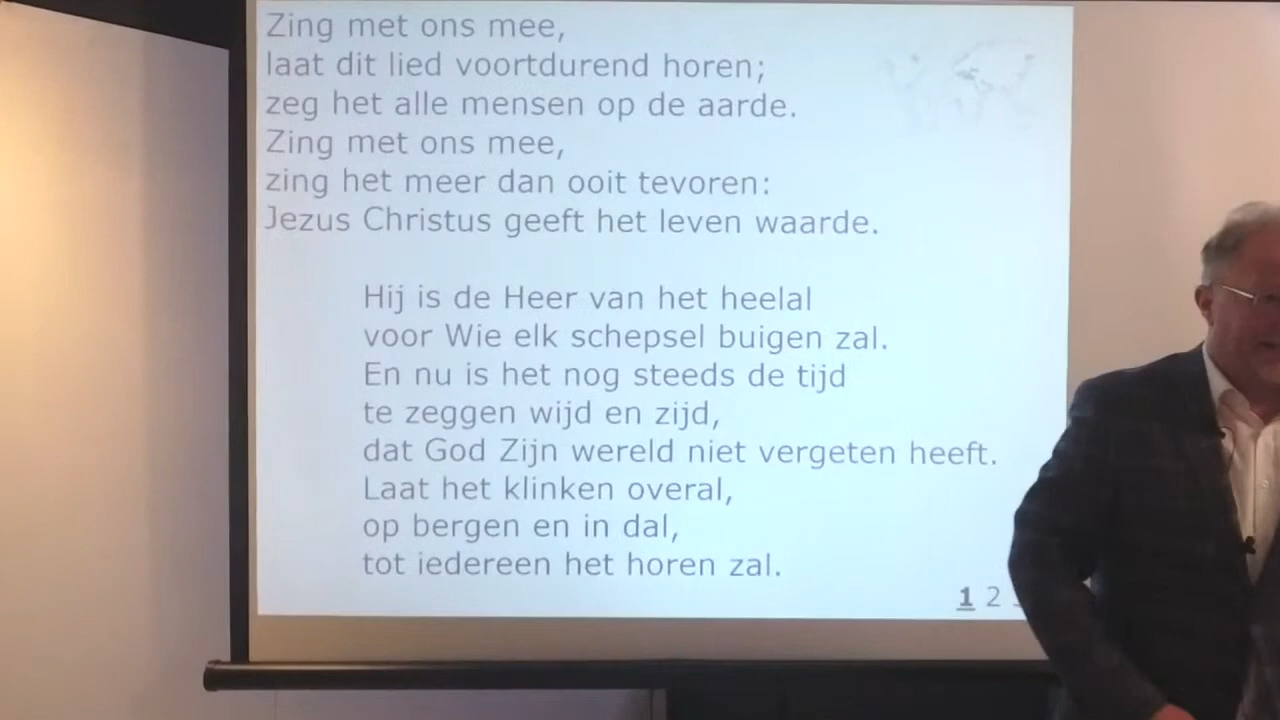 Zing met ons mee,
laat dit lied voortdurend horen;
zeg het alle mensen op de aarde.
Zing met ons mee,
zing het meer dan ooit tevoren:
Jezus Christus geeft het leven waarde.
Hij is de Heer van het heelal
voor Wie elk schepsel buigen zal.
En nu is het nog steeds de tijd
te zeggen wijd en zijd,
dat God Zijn wereld niet vergeten heeft.
Laat het klinken overal,
op bergen en in dal,
tot iedereen het horen zal.
1 2